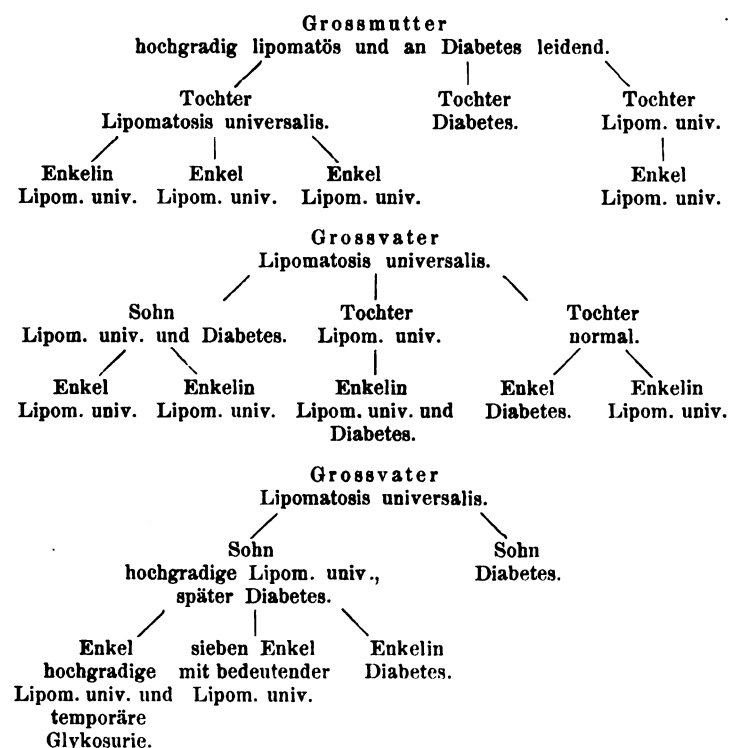 Grossmutter
hochgradig lipomatös und an Diabetes leidend.
Tochter Tochter Tochter
Lipomatosis universalis. Diabetes. Lipom. univ.
Enkelin Enkel Enkel Enkel
Lipom. univ. Lipom. univ. Lipom. univ. Lipom. univ.
Grossvater
Lipomatosis universalis.
Sohn Tochter Tochter
Lipom. univ. und Diabetes. Lipom. univ. normal.
Enkel Enkelin Enkelin Enkel Enkelin
Lipom. univ. Lipom. univ. Lipom. univ. und Diabetes. Lipom. univ.
Diabetes.
Grossvater
Lipomatosis universalis.
Sohn Sohn
hochgradige Lipom. univ., Diabetes.
später Diabetes.
Enkel sieben Enkel Enkelin
hochgradige mit bedeutender Diabetes.
Lipom. univ. und Lipom. univ.
temporäre
Glykosurie.